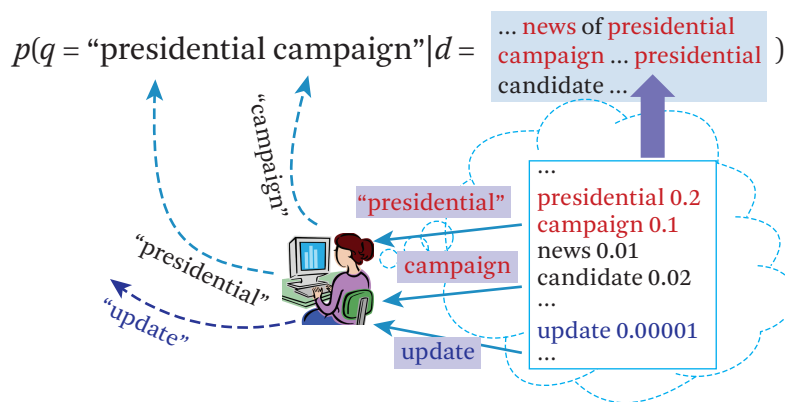 p(q = “presidential campaign”|d =
... news of presidential
campaign ... presidential
candidate ...
)
“campaign”
“presidential”
“update”
“presidential”
campaign
update
...
presidential 0.2
campaign 0.1
news 0.01
candidate 0.02
...
update 0.00001
...